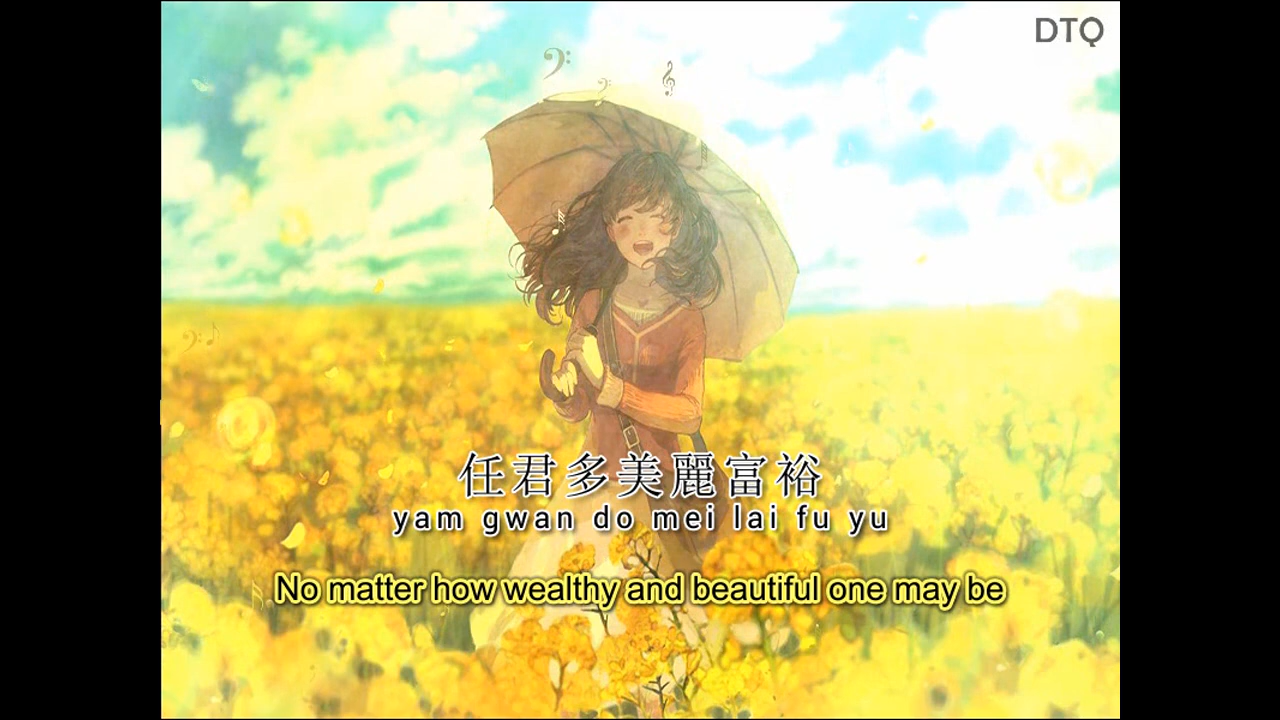 DTQ
任君多美麗富裕
yam gwan do mei lai fu yu
No matter how wealthy and beautiful one may be